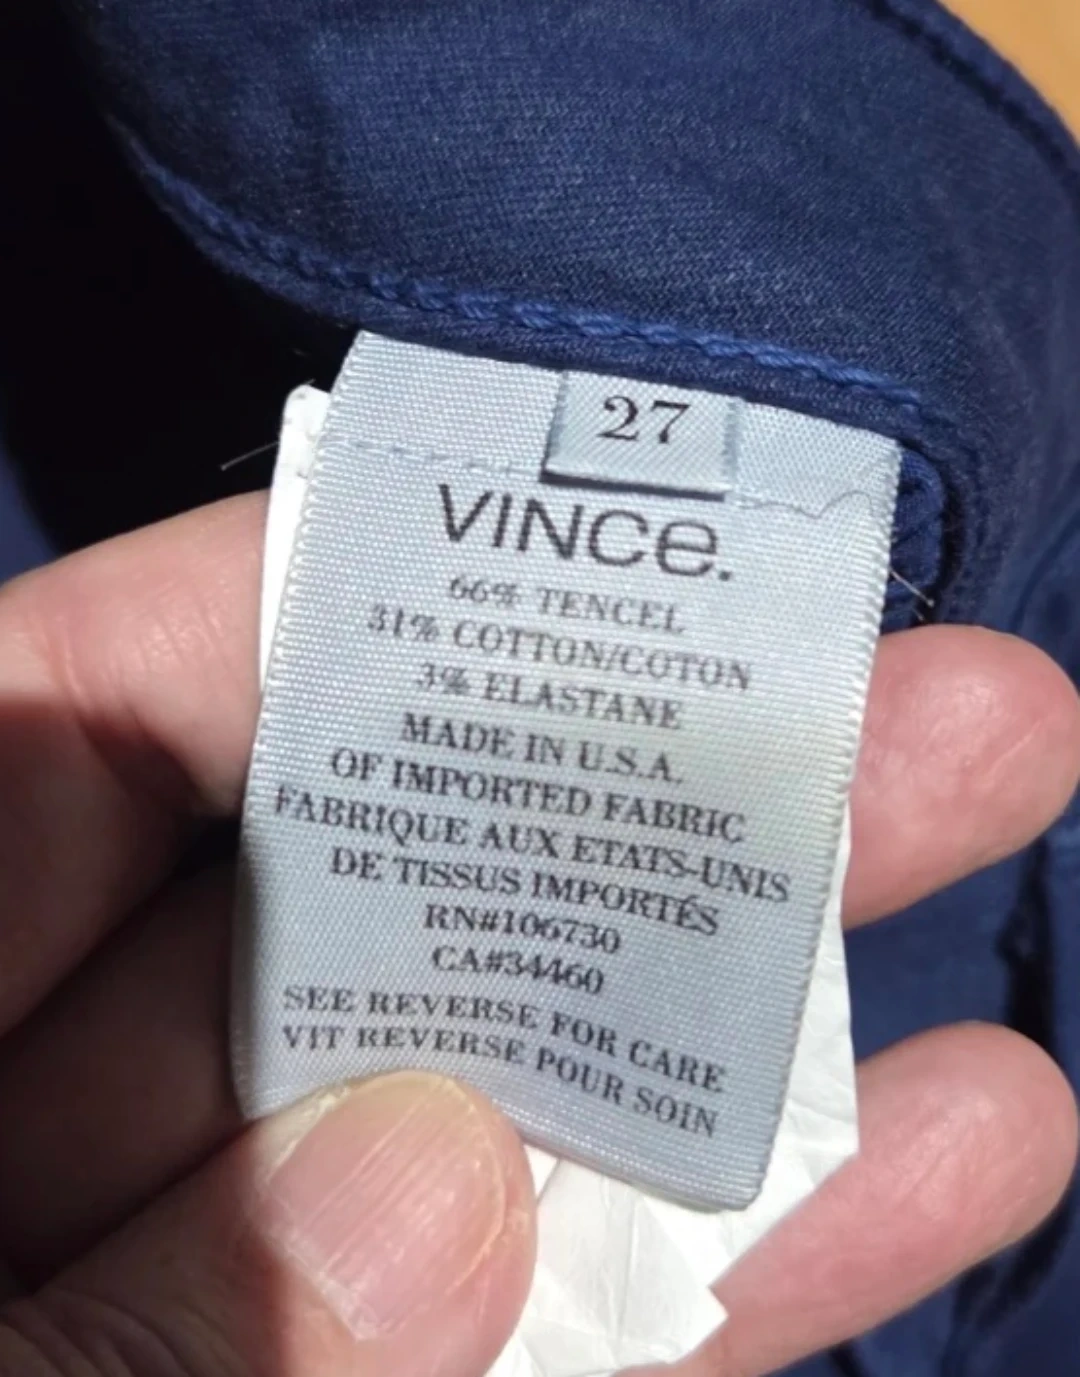 27
VINCe.
66% TENCEL
31% COTTON/COTON
3% ELASTANE
MADE IN U.S.A.
OF IMPORTED FABRIC
FABRIQUE AUX ETATS-UNIS
DE TISSUS IMPORTÉS
RN#106730
CA#34460
SEE REVERSE FOR CARE
VIT REVERSE POUR SOIN